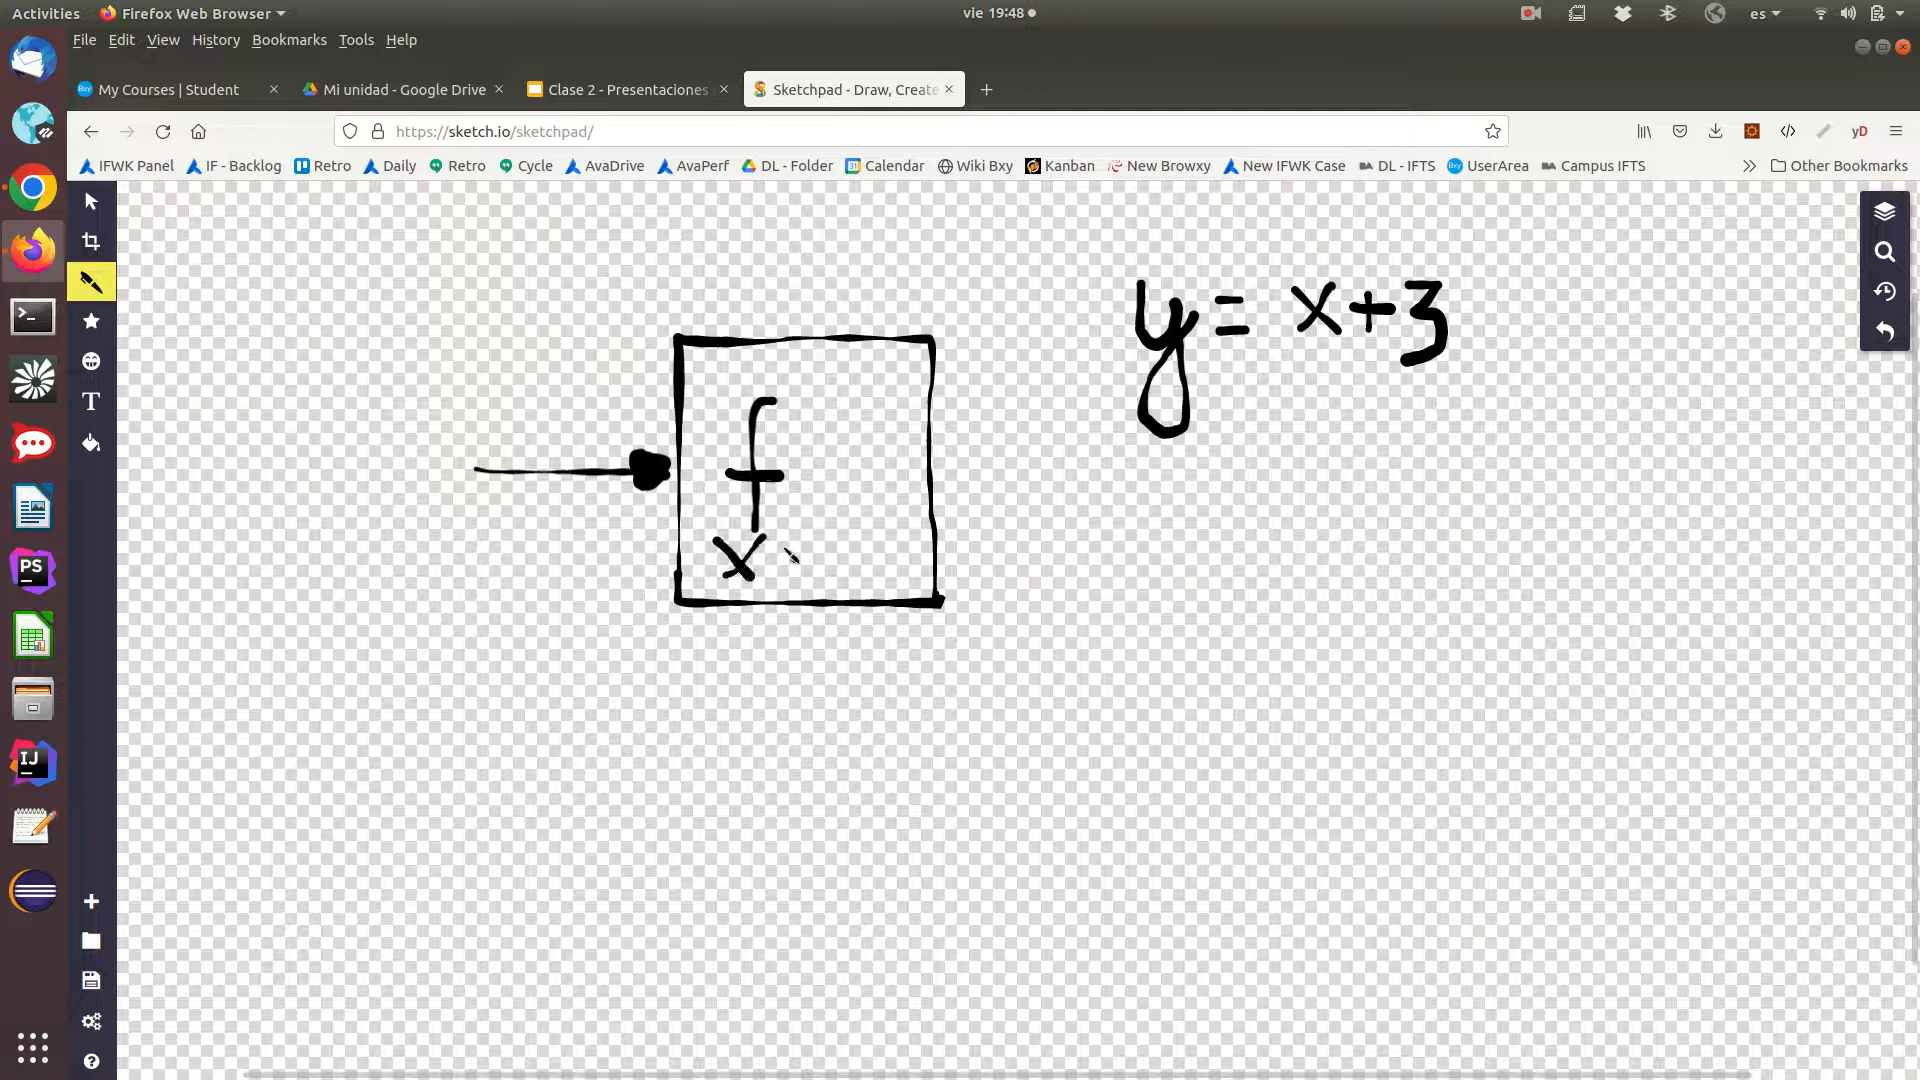 Activities
Firefox Web Browser
vie 19:48
es
File Edit View History Bookmarks Tools Help
My Courses | Student
Mi unidad - Google Drive
Clase 2 - Presentaciones
Sketchpad - Draw, Create
https://sketch.io/sketchpad/
yD
IFWK Panel
IF - Backlog
Retro
Daily
Retro
Cycle
AvaDrive
AvaPerf
DL - Folder
Calendar
Wiki Bxy
Kanban
New Browxy
New IFWK Case
DL - IFTS
UserArea
Campus IFTS
Other Bookmarks
y = x+3
f
x
T
PS
IJ